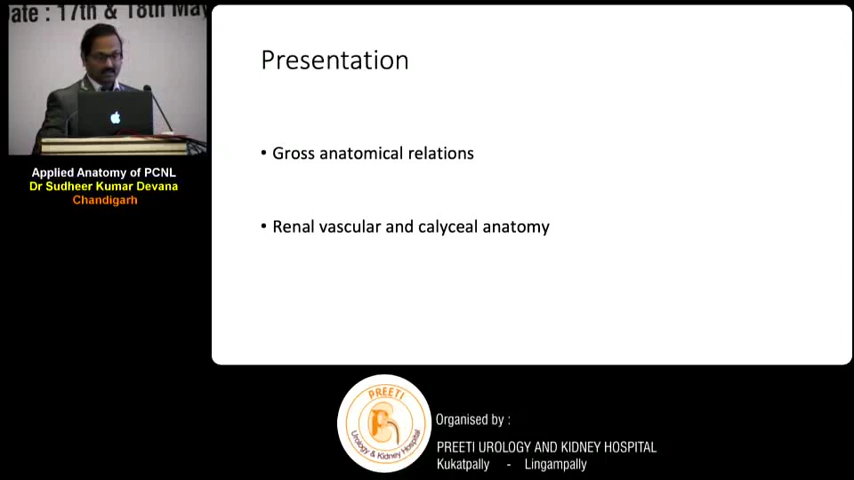 ate : 17th & 18th May
Presentation
• Gross anatomical relations
• Renal vascular and calyceal anatomy
Applied Anatomy of PCNL
Dr Sudheer Kumar Devana
Chandigarh
PREETI
Urology & Kidney Hospital
Organised by :
PREETI UROLOGY AND KIDNEY HOSPITAL
Kukatpally - Lingampally